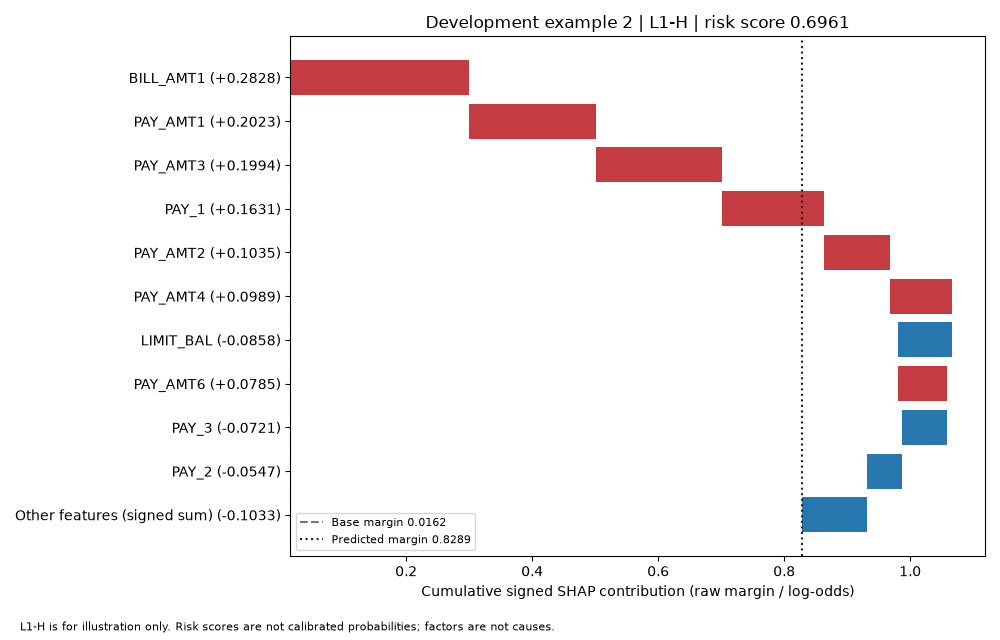 Development example 2 | L1-H | risk score 0.6961
BILL_AMT1 (+0.2828)
PAY_AMT1 (+0.2023)
PAY_AMT3 (+0.1994)
PAY_1 (+0.1631)
PAY_AMT2 (+0.1035)
PAY_AMT4 (+0.0989)
LIMIT_BAL (-0.0858)
PAY_AMT6 (+0.0785)
PAY_3 (-0.0721)
PAY_2 (-0.0547)
Other features (signed sum) (-0.1033)
Base margin 0.0162
Predicted margin 0.8289
0.2 0.4 0.6 0.8 1.0
Cumulative signed SHAP contribution (raw margin / log-odds)
L1-H is for illustration only. Risk scores are not calibrated probabilities; factors are not causes.